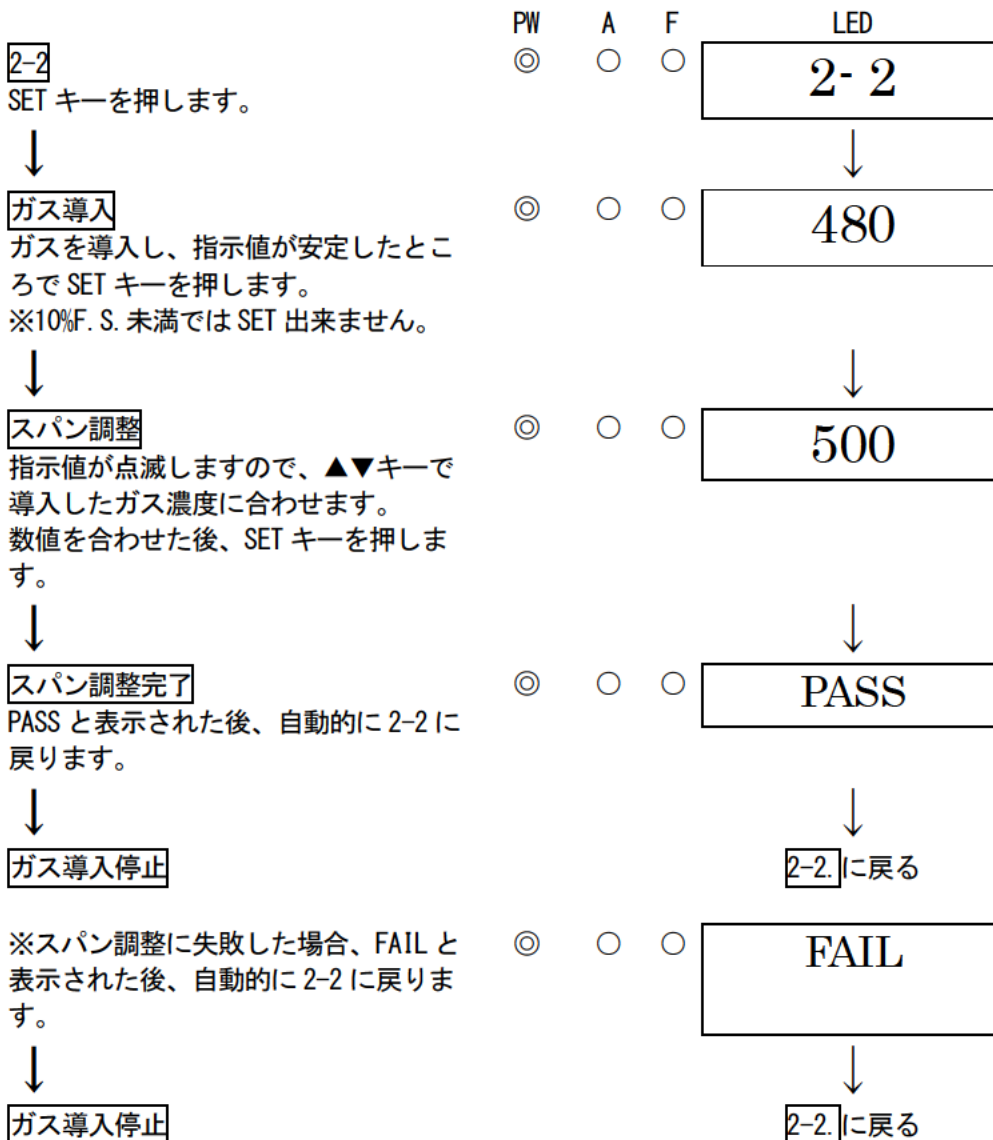 PW A F LED
2-2 ◎ ○ ○ 2- 2
SET キーを押します。
↓ ↓
ガス導入 ◎ ○ ○ 480
ガスを導入し、指示値が安定したとこ
ろで SET キーを押します。
※10%F.S.未満では SET 出来ません。
↓ ↓
スパン調整 ◎ ○ ○ 500
指示値が点滅しますので、▲▼キーで
導入したガス濃度に合わせます。
数値を合わせた後、SET キーを押しま
す。
↓ ↓
スパン調整完了 ◎ ○ ○ PASS
PASS と表示された後、自動的に 2-2 に
戻ります。
↓ ↓
ガス導入停止 2-2.に戻る
※スパン調整に失敗した場合、FAIL と ◎ ○ ○ FAIL
表示された後、自動的に 2-2 に戻りま
す。
↓ ↓
ガス導入停止 2-2.に戻る